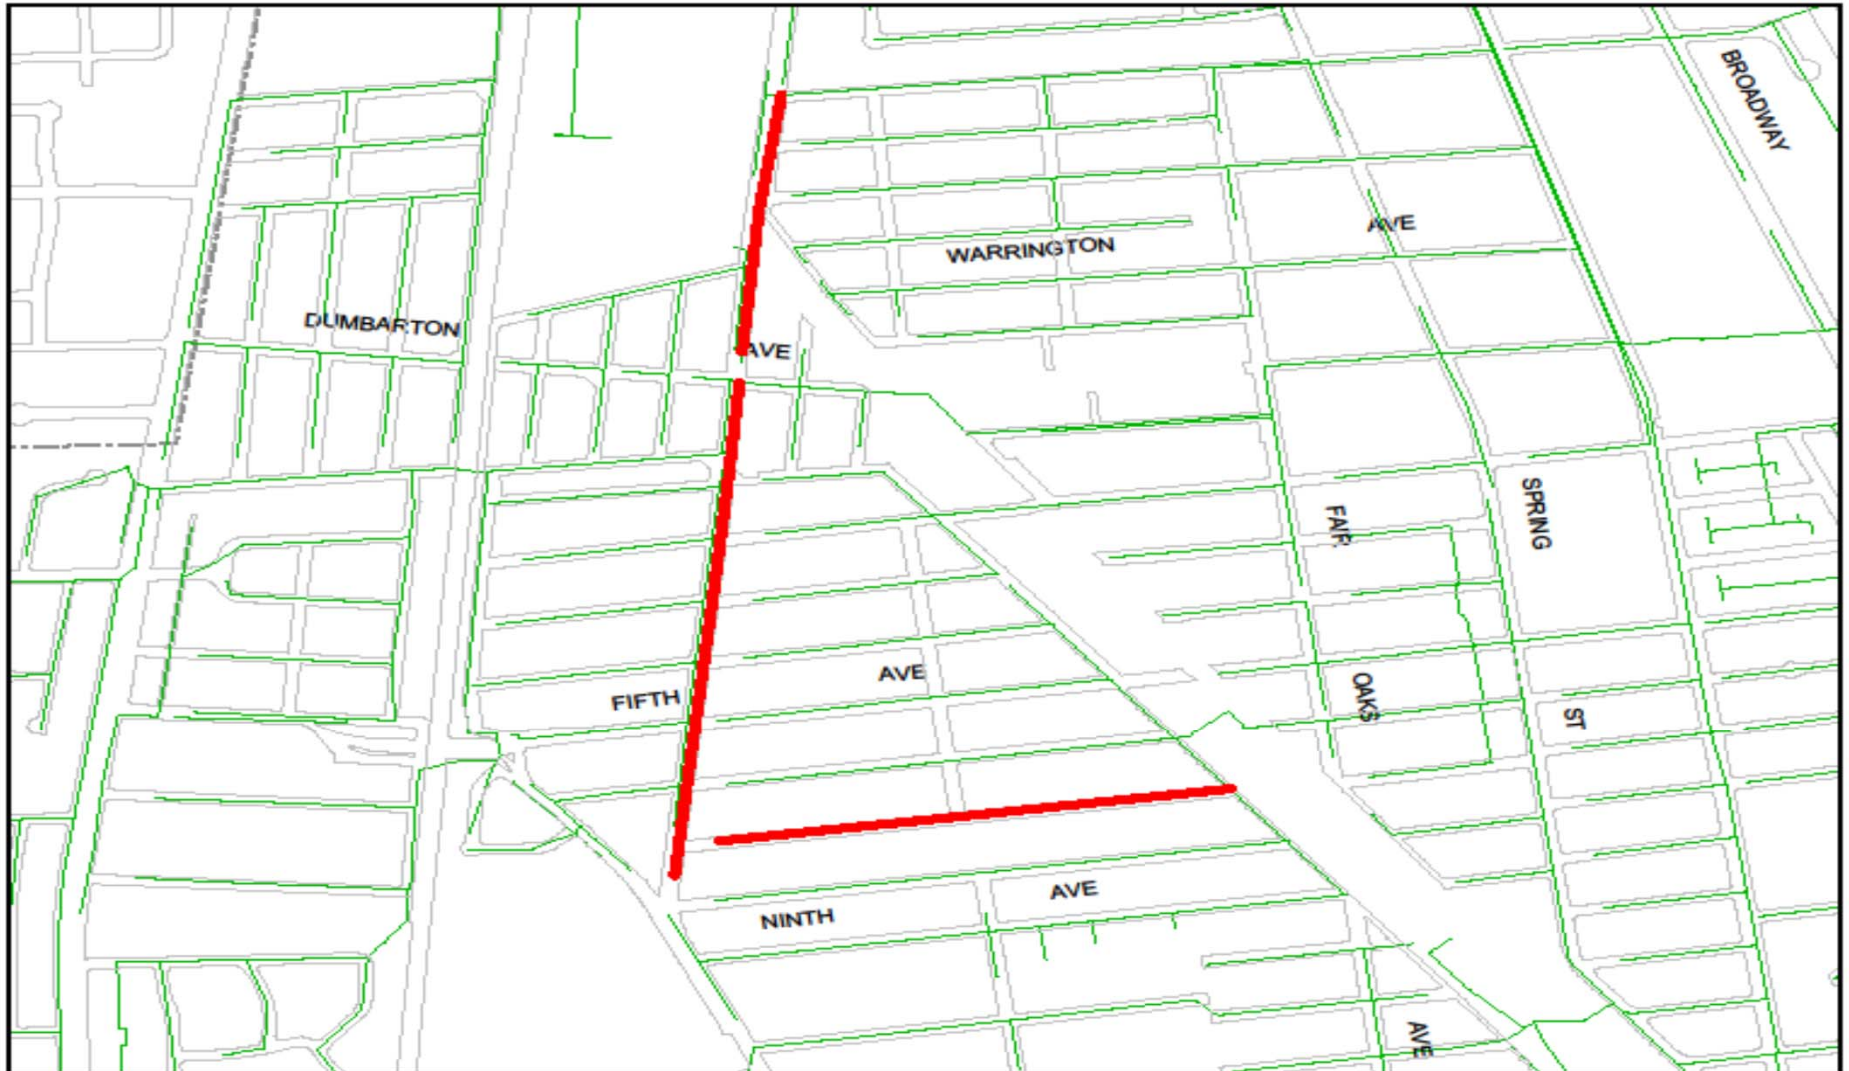 BROADWAY
WARRINGTON AVE
DUMBARTON AVE
FAIR OAKS AVE
SPRING ST
FIFTH AVE
NINTH AVE